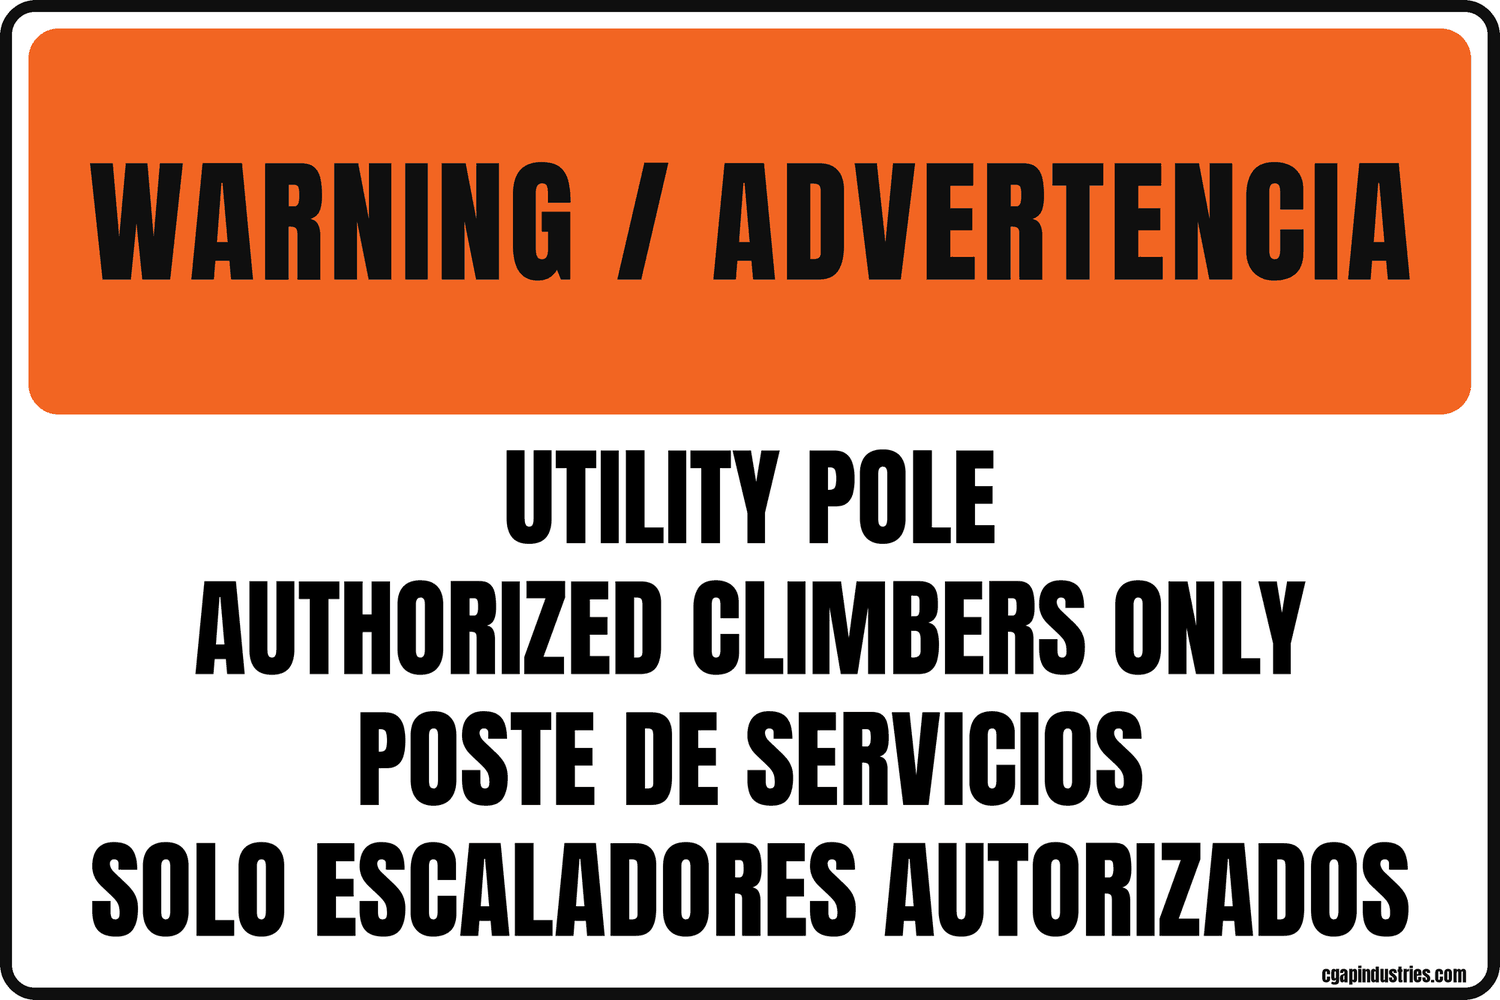 WARNING / ADVERTENCIA
UTILITY POLE
AUTHORIZED CLIMBERS ONLY
POSTE DE SERVICIOS
SOLO ESCALADORES AUTORIZADOS
cgapindustries.com